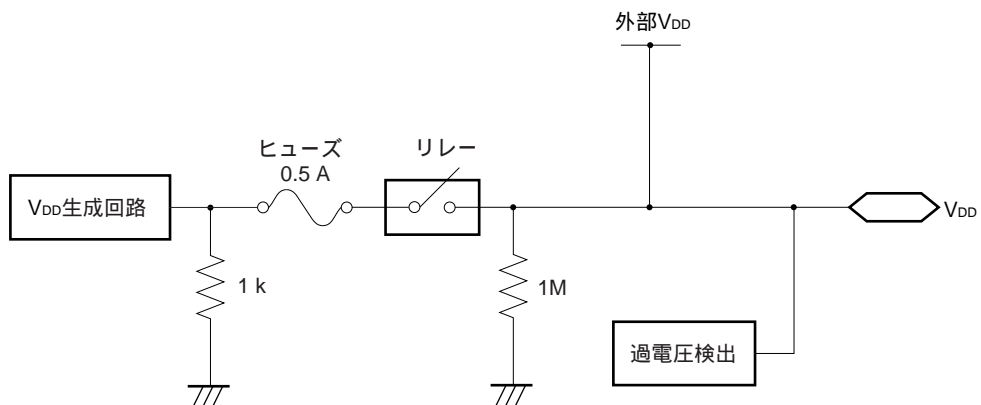 外部VDD
ヒューズ
0.5 A
リレー
VDD生成回路
VDD
1 k
1M
過電圧検出